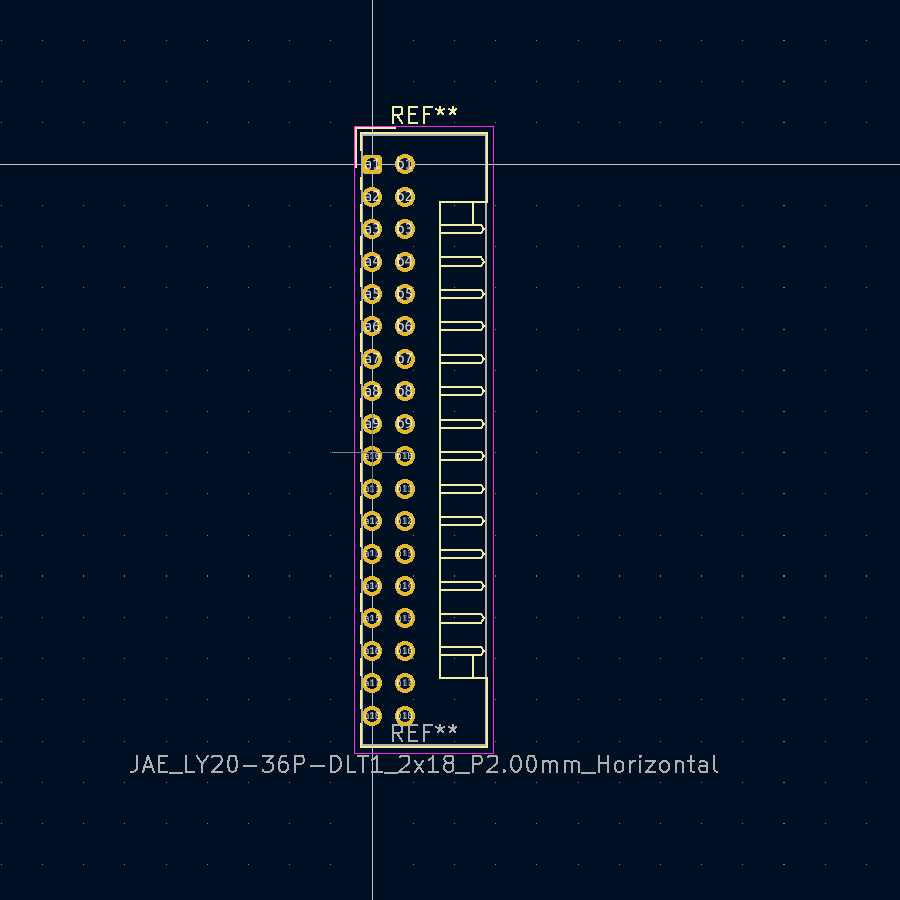 REF**
a1 b1
a2 b2
a3 b3
a4 b4
a5 b5
a6 b6
a7 b7
a8 b8
a9 b9
a10 b10
a11 b11
a12 b12
a13 b13
a14 b14
a15 b15
a16 b16
a17 b17
a18 b18
REF**
JAE_LY20-36P-DLT1_2x18_P2.00mm_Horizontal